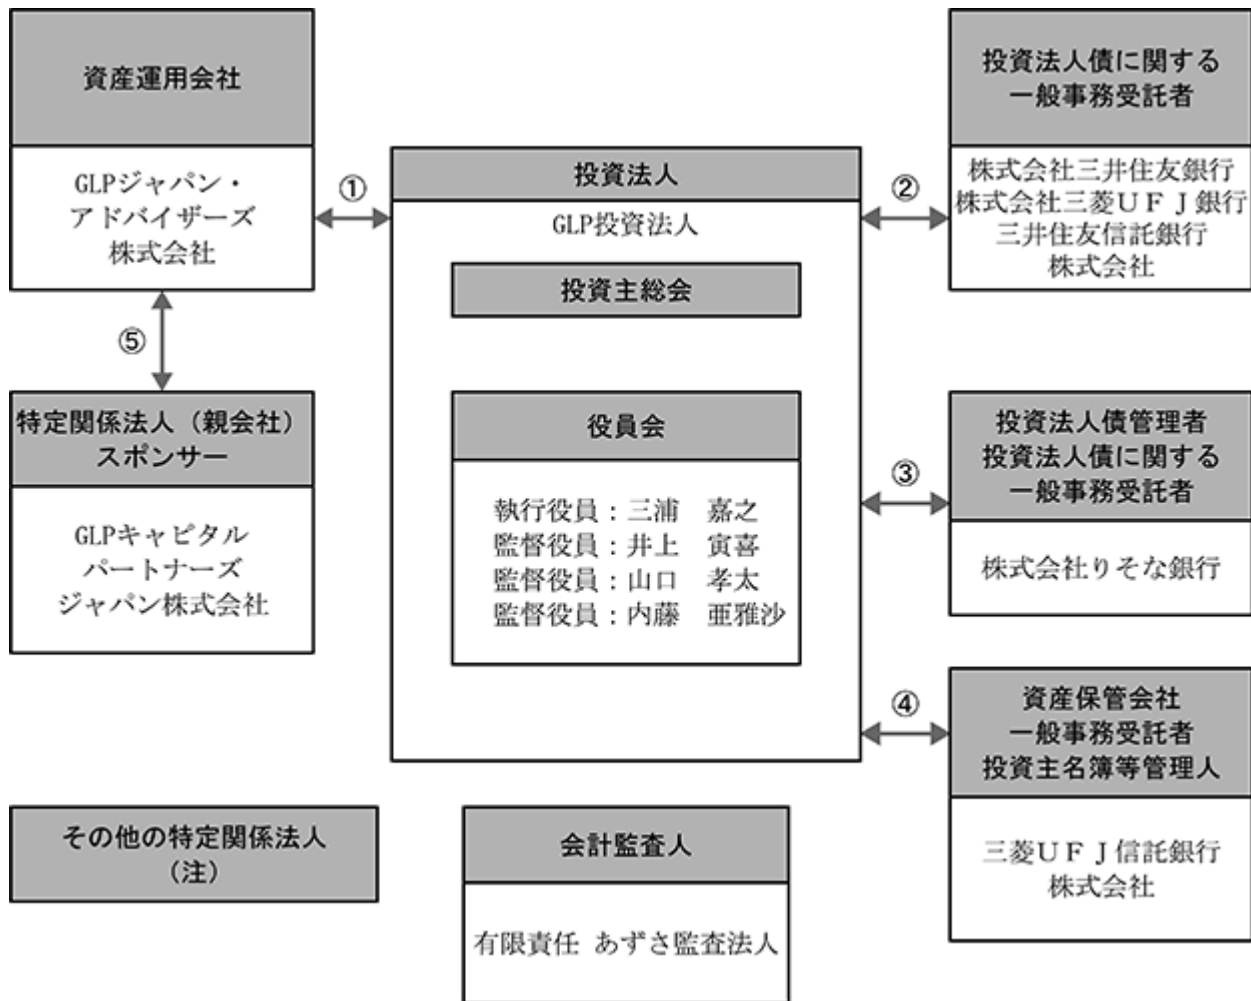 資産運用会社
GLPジャパン・
アドバイザーズ
株式会社
①
投資法人
GLP投資法人
投資主総会
役員会
執行役員：三浦　嘉之
監督役員：井上　寅喜
監督役員：山口　孝太
監督役員：内藤　亜雅沙
②
投資法人債に関する
一般事務受託者
株式会社三井住友銀行
株式会社三菱ＵＦＪ銀行
三井住友信託銀行
株式会社
⑤
特定関係法人（親会社）
スポンサー
GLPキャピタル
パートナーズ
ジャパン株式会社
③
投資法人債管理者
投資法人債に関する
一般事務受託者
株式会社りそな銀行
④
資産保管会社
一般事務受託者
投資主名簿等管理人
三菱ＵＦＪ信託銀行
株式会社
その他の特定関係法人
（注）
会計監査人
有限責任 あずさ監査法人